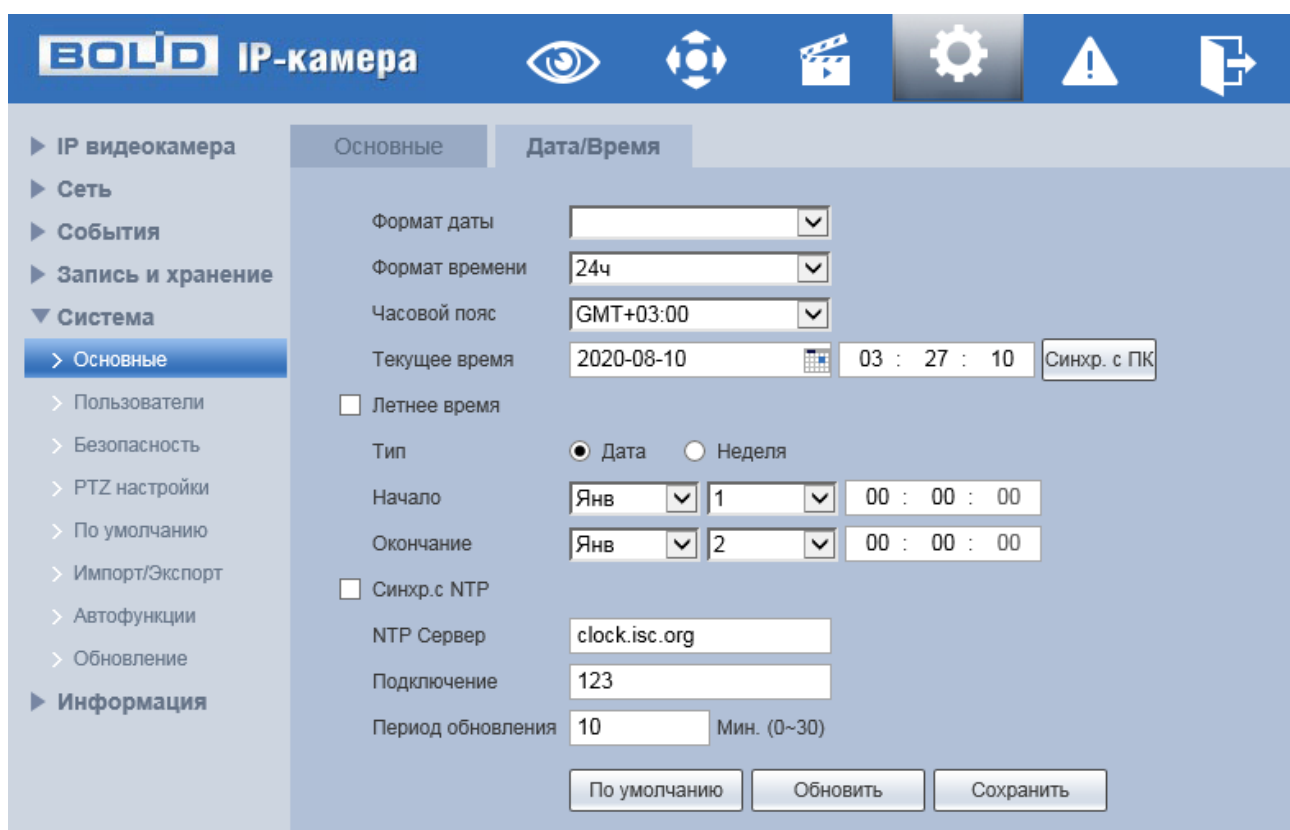 BOLID IP-камера
IP видеокамера
Сеть
События
Запись и хранение
Система
Основные
Пользователи
Безопасность
PTZ настройки
По умолчанию
Импорт/Экспорт
Автофункции
Обновление
Информация
Основные Дата/Время
Формат даты
Формат времени 24ч
Часовой пояс GMT+03:00
Текущее время 2020-08-10 03 : 27 : 10 Синхр. с ПК
Летнее время
Тип Дата Неделя
Начало Янв 1 00 : 00 : 00
Окончание Янв 2 00 : 00 : 00
Синхр.с NTP
NTP Сервер clock.isc.org
Подключение 123
Период обновления 10 Мин. (0~30)
По умолчанию Обновить Сохранить